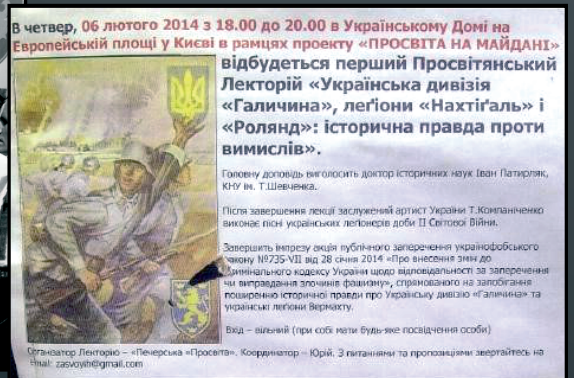 В четвер, 06 лютого 2014 з 18.00 до 20.00 в Українському Домі на
Європейській площі у Києві в рамцях проекту «ПРОСВІТА НА МАЙДАНІ»
відбудеться перший Просвітянський
Лекторій «Українська дивізія
«Галичина», леґіони «Нахтіґаль» і
«Ролянд»: історична правда проти
вимислів».
Головну доповідь виголосить доктор історичних наук Іван Патирляк,
КНУ ім. Т.Шевченка.
Після завершення лекції заслужений артист України Т.Компаніченко
виконає пісні українських леґіонерів доби ІІ Світової Війни.
Завершить імпрезу акція публічного заперечення українофобського
закону №735-VII від 28 січня 2014 «Про внесення змін до
Кримінального кодексу України щодо відповідальності за заперечення
чи виправдання злочинів фашизму», спрямованого на запобігання
поширенню історичної правди про Українську дивізію «Галичина» та
українські леґіони Вермахту.
Вхід – вільний (при собі мати будь-яке посвідчення особи)
Організатор Лекторію – «Печерська «Просвіта». Координатор – Юрій. З питаннями та пропозиціями звертайтесь на
email: zasvoyih@gmail.com